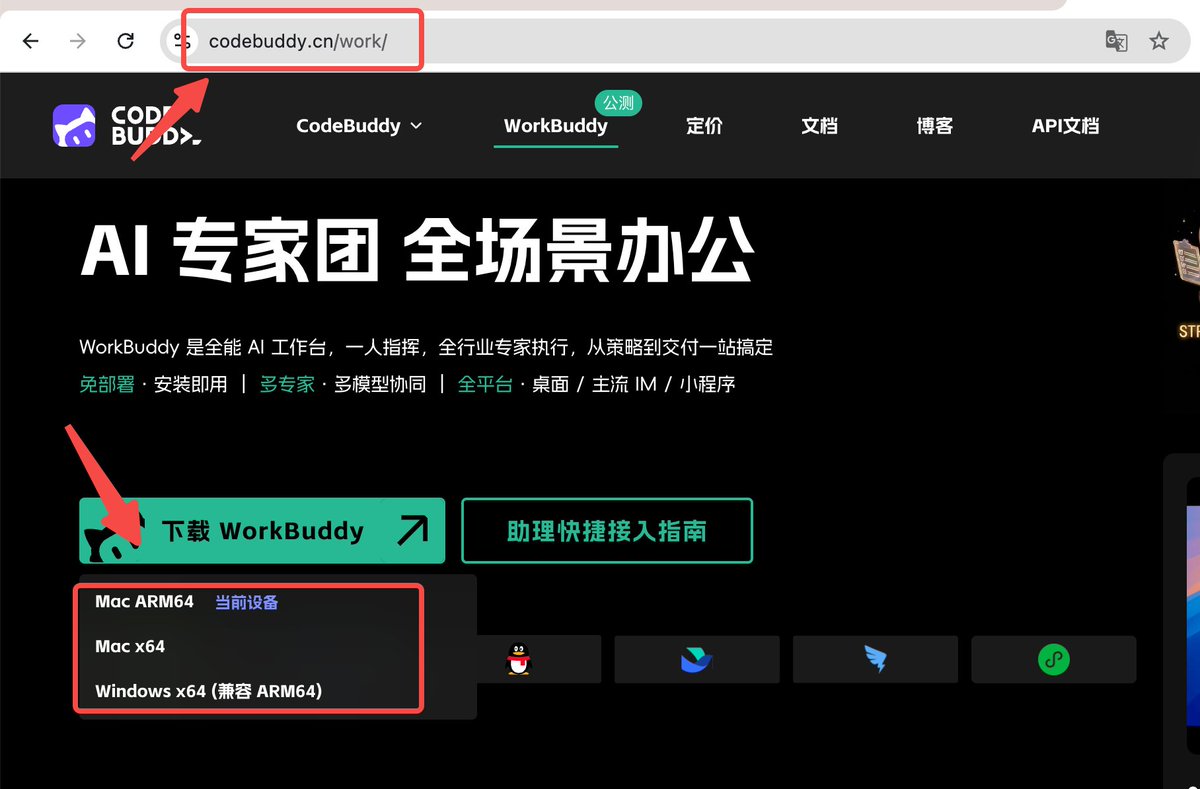 codebuddy.cn/work/
CODE
BUDDY
CodeBuddy
WorkBuddy
公测
定价
文档
博客
API文档
AI 专家团 全场景办公
WorkBuddy 是全能 AI 工作台，一人指挥，全行业专家执行，从策略到交付一站搞定
免部署 · 安装即用 | 多专家 · 多模型协同 | 全平台 · 桌面 / 主流 IM / 小程序
下载 WorkBuddy
助理快捷接入指南
Mac ARM64 当前设备
Mac x64
Windows x64 (兼容 ARM64)